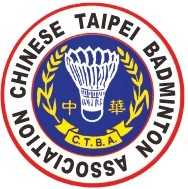 CHINESE TAIPEI BADMINTON ASSOCIATION
中 華
C.T.B.A.